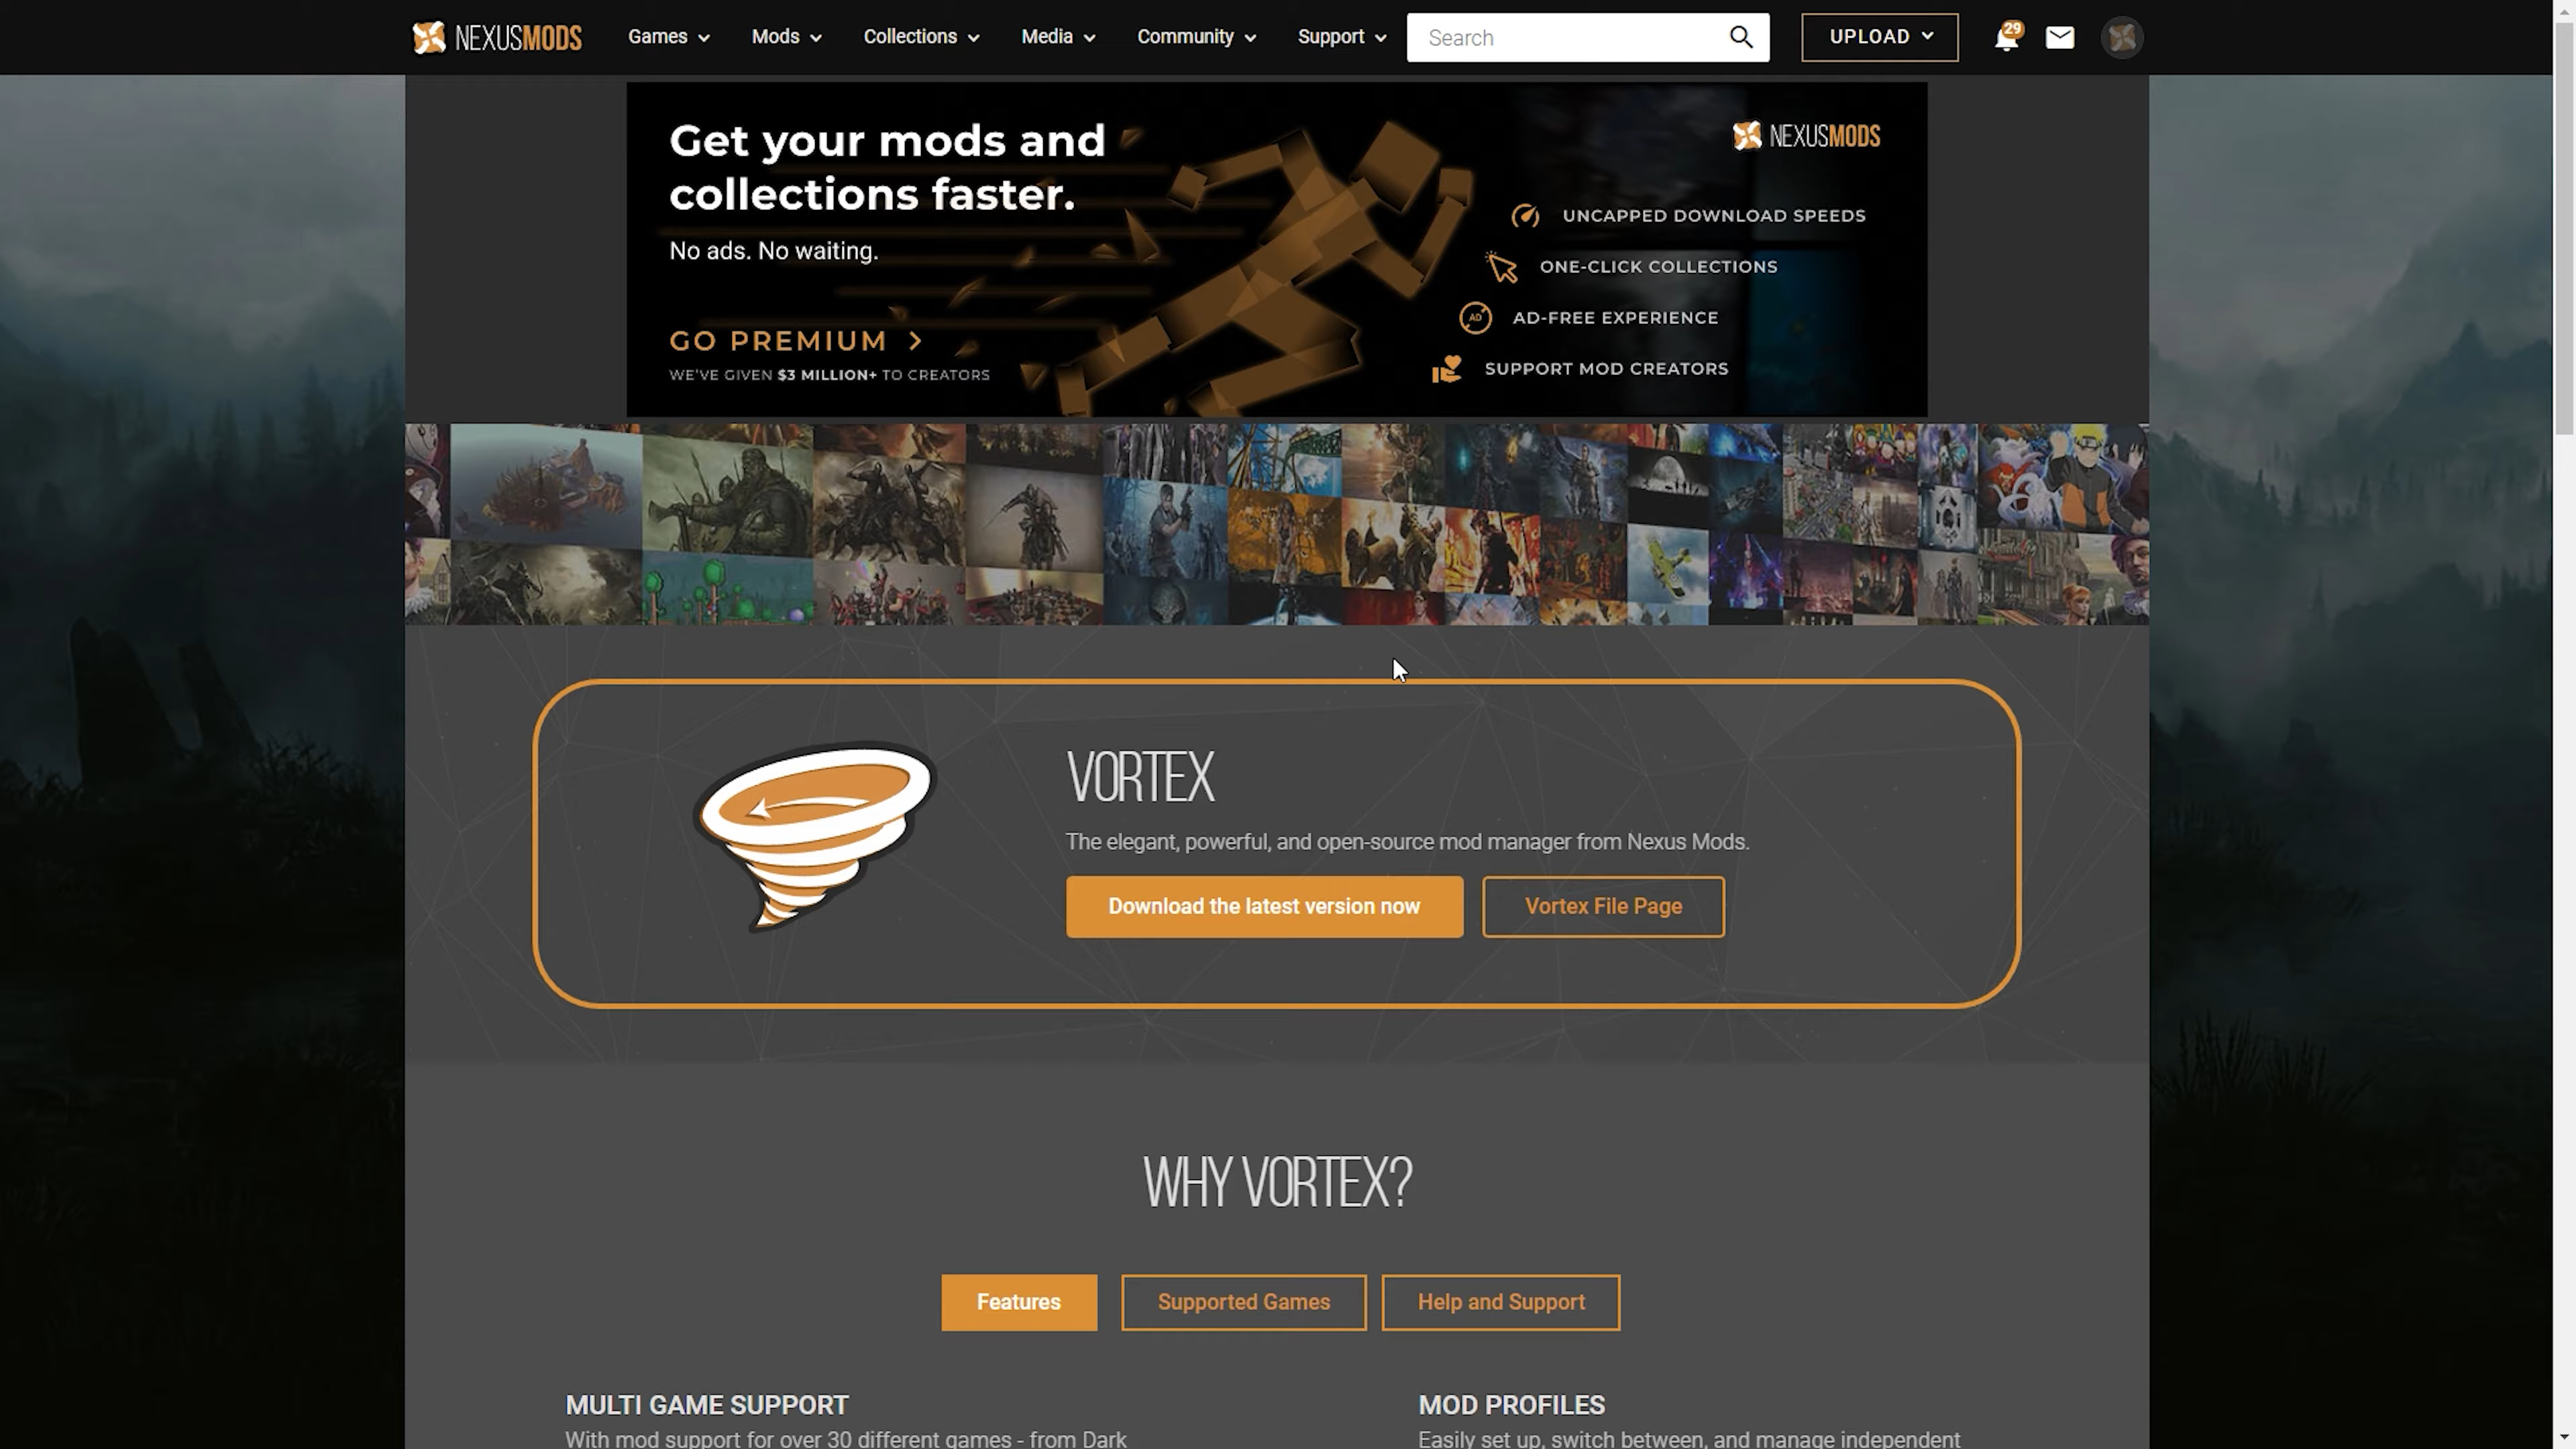 NEXUSMODS Games Mods Collections Media Community Support Search UPLOAD 29
Get your mods and
collections faster.
No ads. No waiting.
GO PREMIUM >
WE'VE GIVEN $3 MILLION+ TO CREATORS
NEXUSMODS
UNCAPPED DOWNLOAD SPEEDS
ONE-CLICK COLLECTIONS
AD
AD-FREE EXPERIENCE
SUPPORT MOD CREATORS
VORTEX
The elegant, powerful, and open-source mod manager from Nexus Mods.
Download the latest version now
Vortex File Page
WHY VORTEX?
Features
Supported Games
Help and Support
MULTI GAME SUPPORT
With mod support for over 30 different games - from Dark
MOD PROFILES
Easily set up, switch between, and manage independent